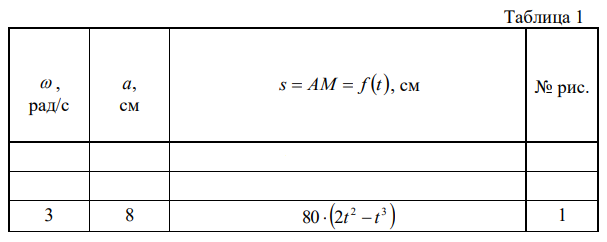 Таблица 1
ω, рад/с
a, см
s = AM = f(t), см
№ рис.
3 8 80·(2t² − t³) 1